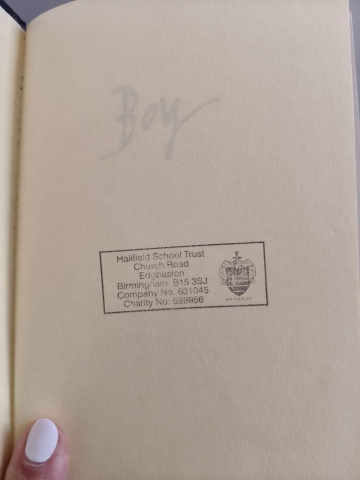 Boy
Hallfield School Trust
Church Road
Edgbaston
Birmingham B15 3SJ
Company No: 631045
Charity No: 528956